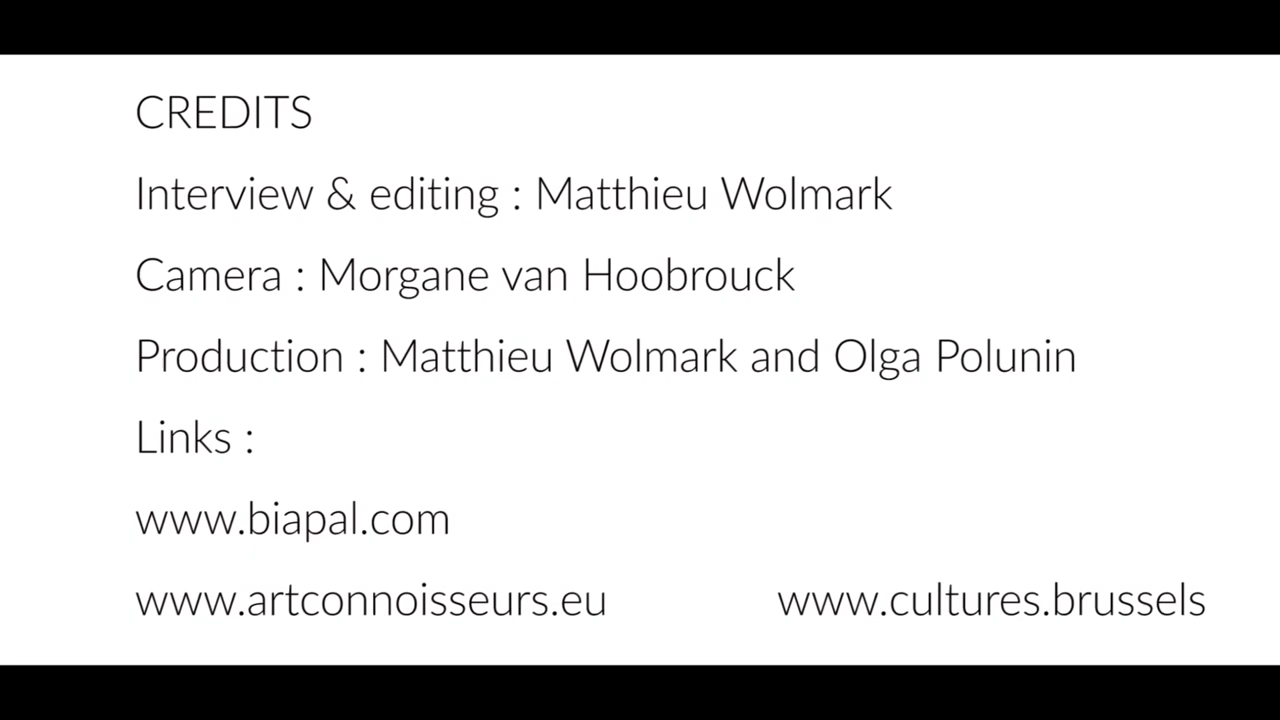 CREDITS
Interview & editing : Matthieu Wolmark
Camera : Morgane van Hoobrouck
Production : Matthieu Wolmark and Olga Polunin
Links :
www.biapal.com
www.artconnoisseurs.eu www.cultures.brussels